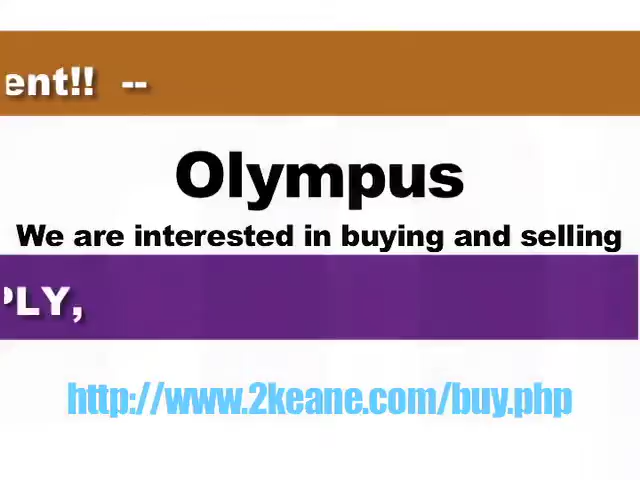 ent!! --
Olympus
We are interested in buying and selling
PLY,
http://www.2keane.com/buy.php